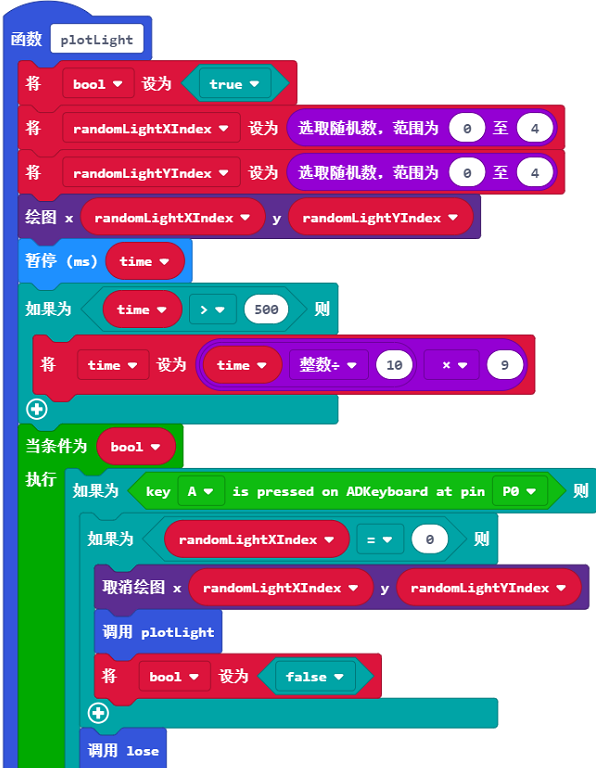 函数 plotLight
将 bool 设为 true
将 randomLightXIndex 设为 选取随机数，范围为 0 至 4
将 randomLightYIndex 设为 选取随机数，范围为 0 至 4
绘图 x randomLightXIndex y randomLightYIndex
暂停 (ms) time
如果为 time > 500 则
将 time 设为 time 整数÷ 10 × 9
当条件为 bool
执行 如果为 key A is pressed on ADKeyboard at pin P0 则
如果为 randomLightXIndex = 0 则
取消绘图 x randomLightXIndex y randomLightYIndex
调用 plotLight
将 bool 设为 false
调用 lose